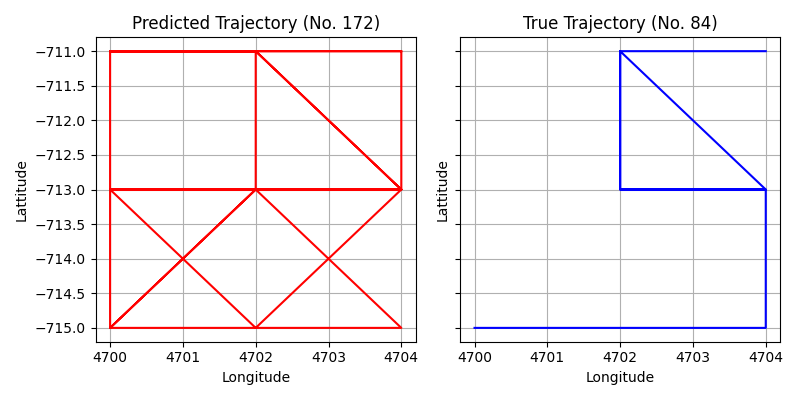 Predicted Trajectory (No. 172)
True Trajectory (No. 84)
−711.0
−711.5
−712.0
−712.5
−713.0
−713.5
−714.0
−714.5
−715.0
Lattitude
Lattitude
4700 4701 4702 4703 4704
4700 4701 4702 4703 4704
Longitude
Longitude